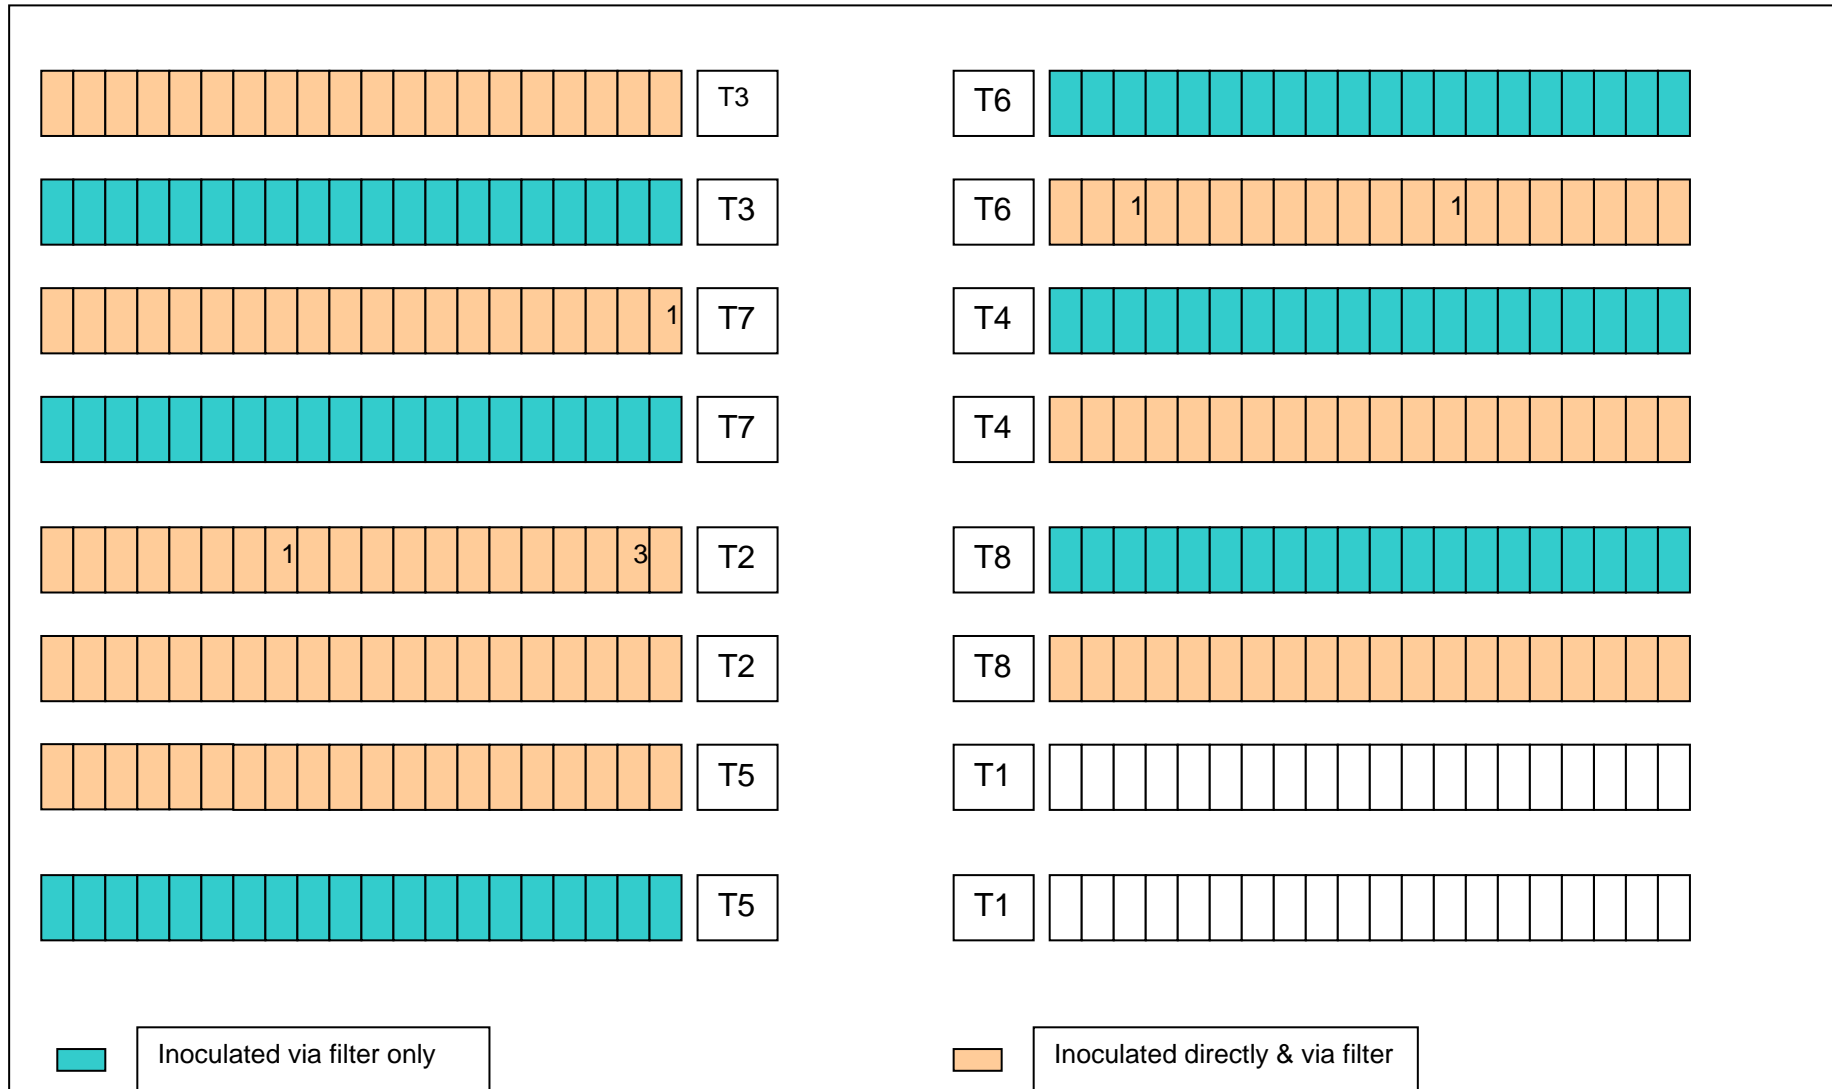 T3 T6
T3 T6 1 1
1 T7 T4
T7 T4
1 3 T2 T8
T2 T8
T5 T1
T5 T1
Inoculated via filter only Inoculated directly & via filter